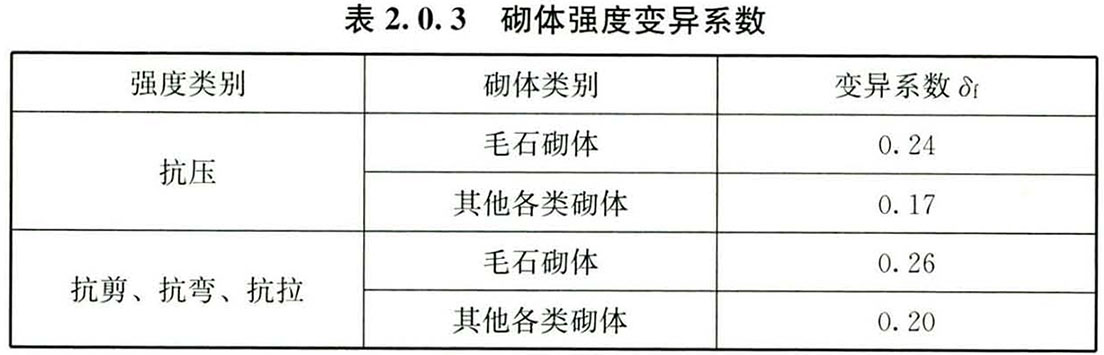 表 2.0.3 砌体强度变异系数
强度类别 砌体类别 变异系数 δf
抗压 毛石砌体 0.24
其他各类砌体 0.17
抗剪、抗弯、抗拉 毛石砌体 0.26
其他各类砌体 0.20